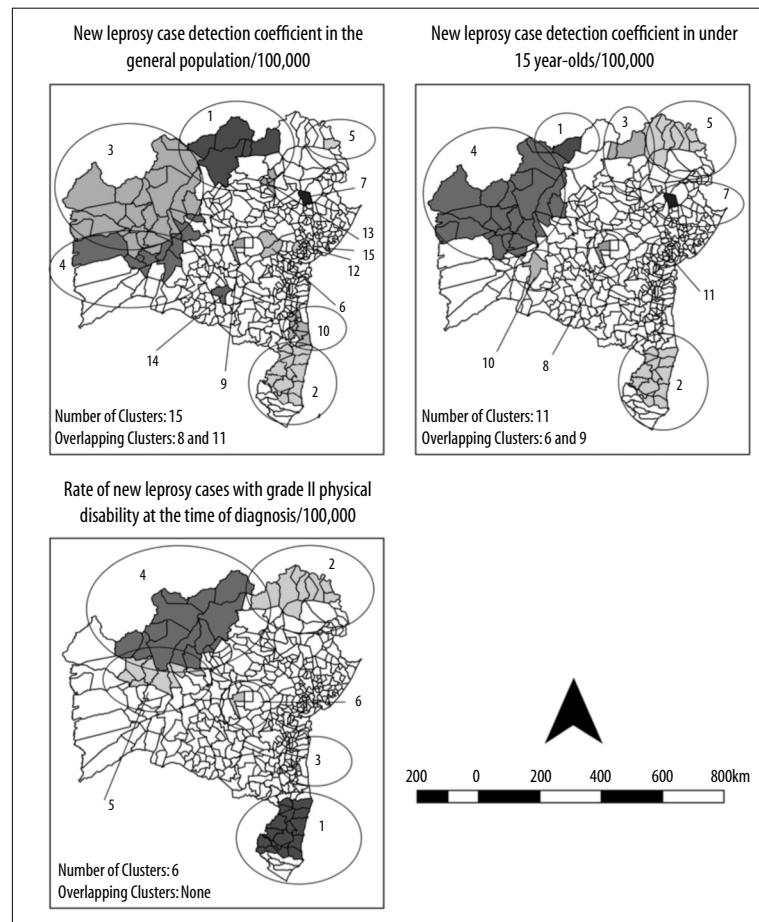 New leprosy case detection coefficient in the
general population/100,000
1
3
5
7
13
15
12
4
6
10
14
9
2
Number of Clusters: 15
Overlapping Clusters: 8 and 11
New leprosy case detection coefficient in under
15 year-olds/100,000
1
3
5
4
7
11
10
8
2
Number of Clusters: 11
Overlapping Clusters: 6 and 9
Rate of new leprosy cases with grade II physical
disability at the time of diagnosis/100,000
4
2
6
3
5
1
Number of Clusters: 6
Overlapping Clusters: None
200 0 200 400 600 800km